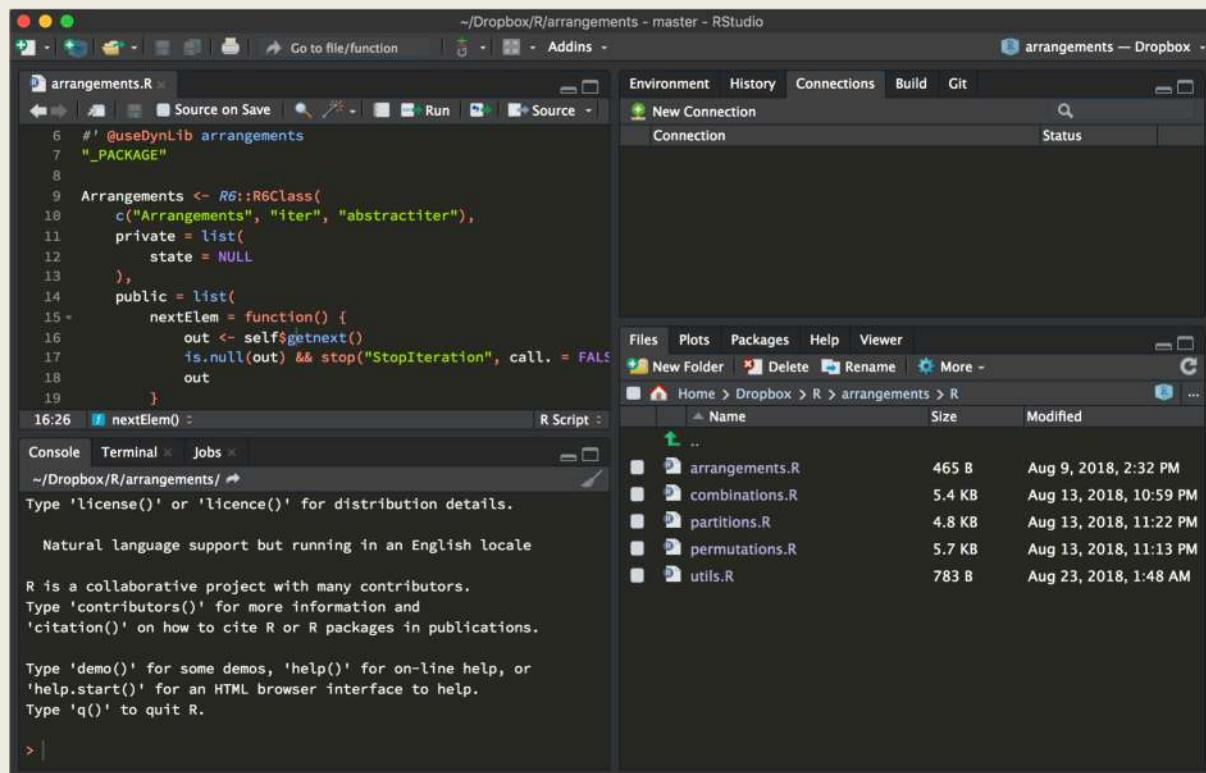 ~/Dropbox/R/arrangements - master - RStudio
Go to file/function Addins arrangements — Dropbox
arrangements.R
Source on Save Run Source
6 #' @useDynLib arrangements
7 "_PACKAGE"
8
9 Arrangements <- R6::R6Class(
10 c("Arrangements", "iter", "abstractiter"),
11 private = list(
12 state = NULL
13 ),
14 public = list(
15 nextElem = function() {
16 out <- self$getnext()
17 is.null(out) && stop("StopIteration", call. = FALS
18 out
19 }
16:26 nextElem() R Script
Console Terminal Jobs
~/Dropbox/R/arrangements/
Type 'license()' or 'licence()' for distribution details.
Natural language support but running in an English locale
R is a collaborative project with many contributors.
Type 'contributors()' for more information and
'citation()' on how to cite R or R packages in publications.
Type 'demo()' for some demos, 'help()' for on-line help, or
'help.start()' for an HTML browser interface to help.
Type 'q()' to quit R.
>
Environment History Connections Build Git
New Connection
Connection Status
Files Plots Packages Help Viewer
New Folder Delete Rename More
Home > Dropbox > R > arrangements > R ...
Name Size Modified
..
arrangements.R 465 B Aug 9, 2018, 2:32 PM
combinations.R 5.4 KB Aug 13, 2018, 10:59 PM
partitions.R 4.8 KB Aug 13, 2018, 11:22 PM
permutations.R 5.7 KB Aug 13, 2018, 11:13 PM
utils.R 783 B Aug 23, 2018, 1:48 AM